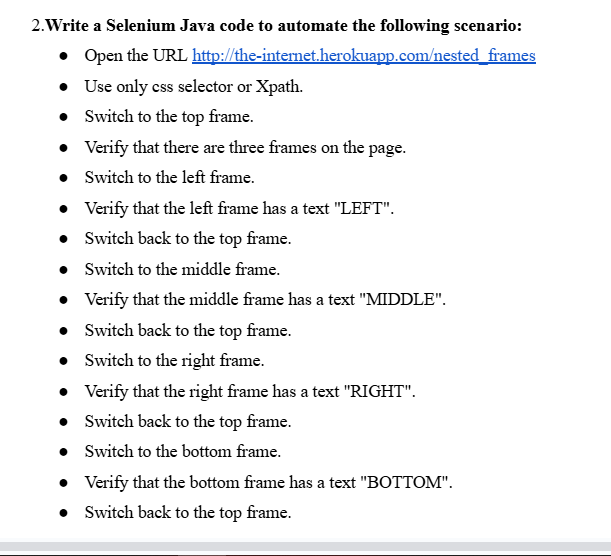 2.Write a Selenium Java code to automate the following scenario:
● Open the URL http://the-internet.herokuapp.com/nested_frames
● Use only css selector or Xpath.
● Switch to the top frame.
● Verify that there are three frames on the page.
● Switch to the left frame.
● Verify that the left frame has a text "LEFT".
● Switch back to the top frame.
● Switch to the middle frame.
● Verify that the middle frame has a text "MIDDLE".
● Switch back to the top frame.
● Switch to the right frame.
● Verify that the right frame has a text "RIGHT".
● Switch back to the top frame.
● Switch to the bottom frame.
● Verify that the bottom frame has a text "BOTTOM".
● Switch back to the top frame.